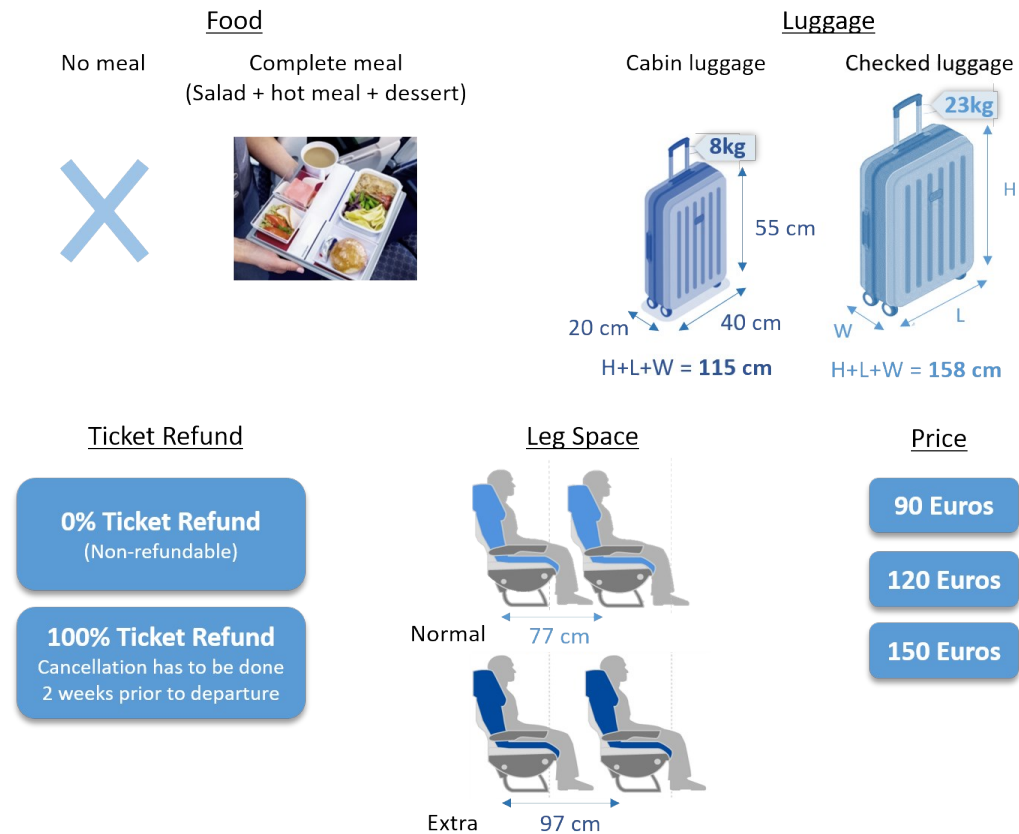 Food
No meal
Complete meal
(Salad + hot meal + dessert)
Luggage
Cabin luggage
Checked luggage
8kg
23kg
55 cm
H
20 cm
40 cm
W
L
H+L+W = 115 cm
H+L+W = 158 cm
Ticket Refund
0% Ticket Refund
(Non-refundable)
100% Ticket Refund
Cancellation has to be done
2 weeks prior to departure
Leg Space
Normal
77 cm
Extra
97 cm
Price
90 Euros
120 Euros
150 Euros